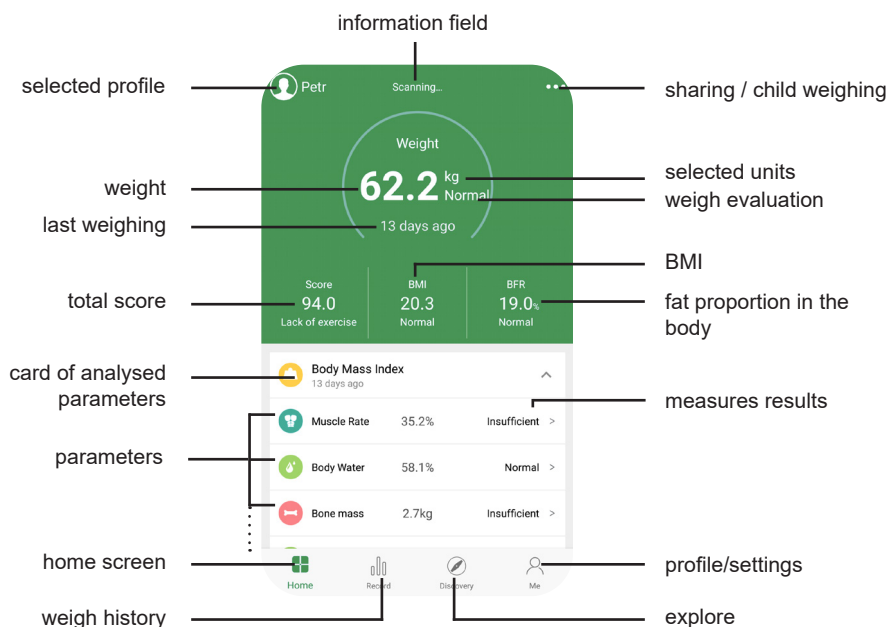 information field
selected profile
Petr
Scanning...
sharing / child weighing
Weight
weight
62.2 kg
Normal
selected units
weigh evaluation
last weighing
13 days ago
BMI
Score
BMI
BFR
total score
94.0
20.3
19.0%
fat proportion in the
body
Lack of exercise
Normal
Normal
card of analysed
parameters
Body Mass Index
13 days ago
measures results
Muscle Rate 35.2% Insufficient >
parameters
Body Water 58.1% Normal >
Bone mass 2.7kg Insufficient >
home screen
profile/settings
Home
Record
Discovery
Me
weigh history
explore